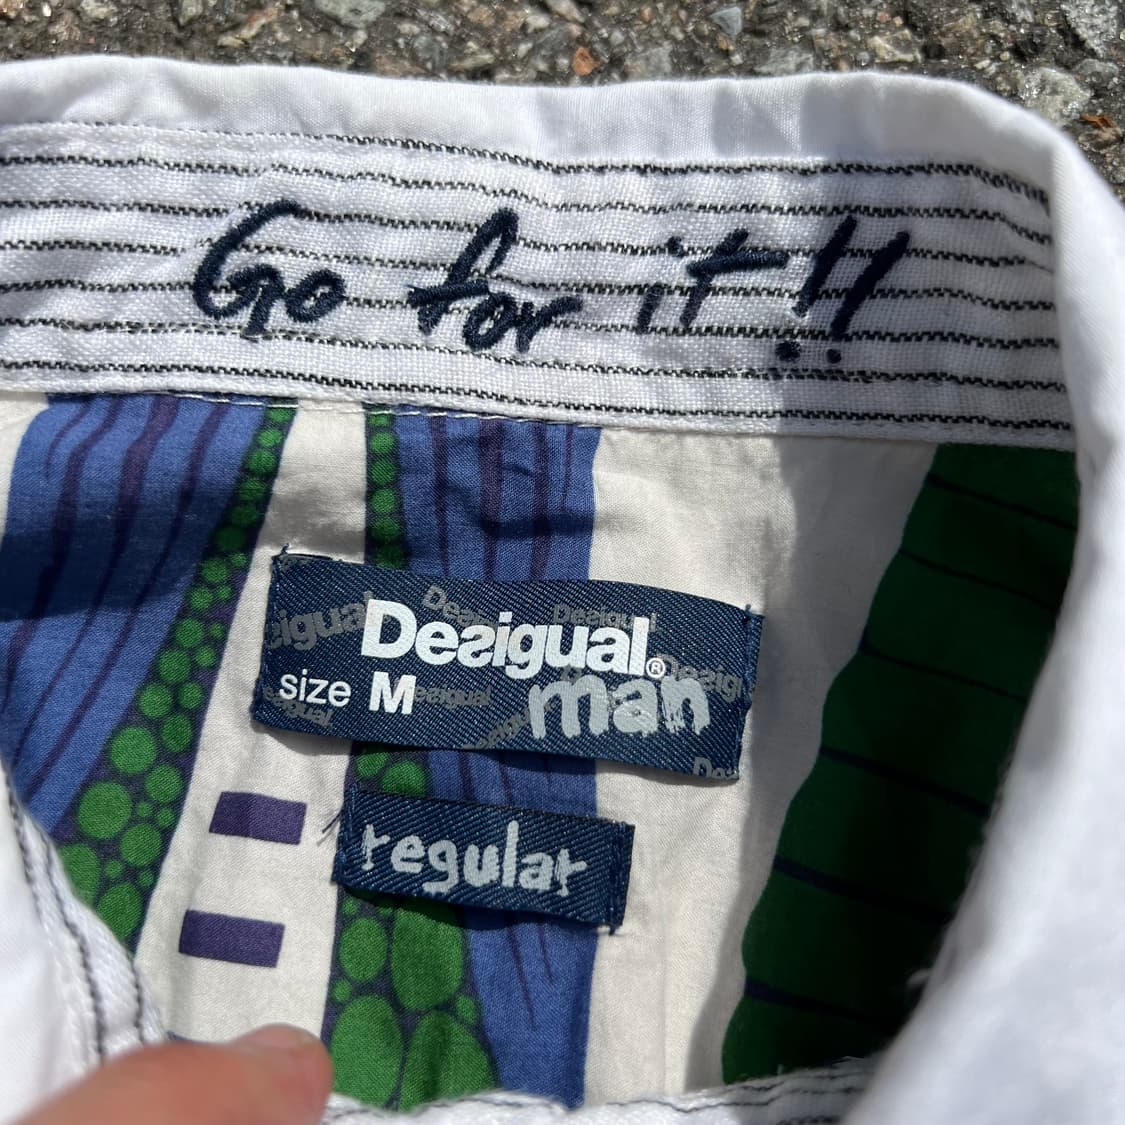 Go for it!!
Desigual®
size M man
regular